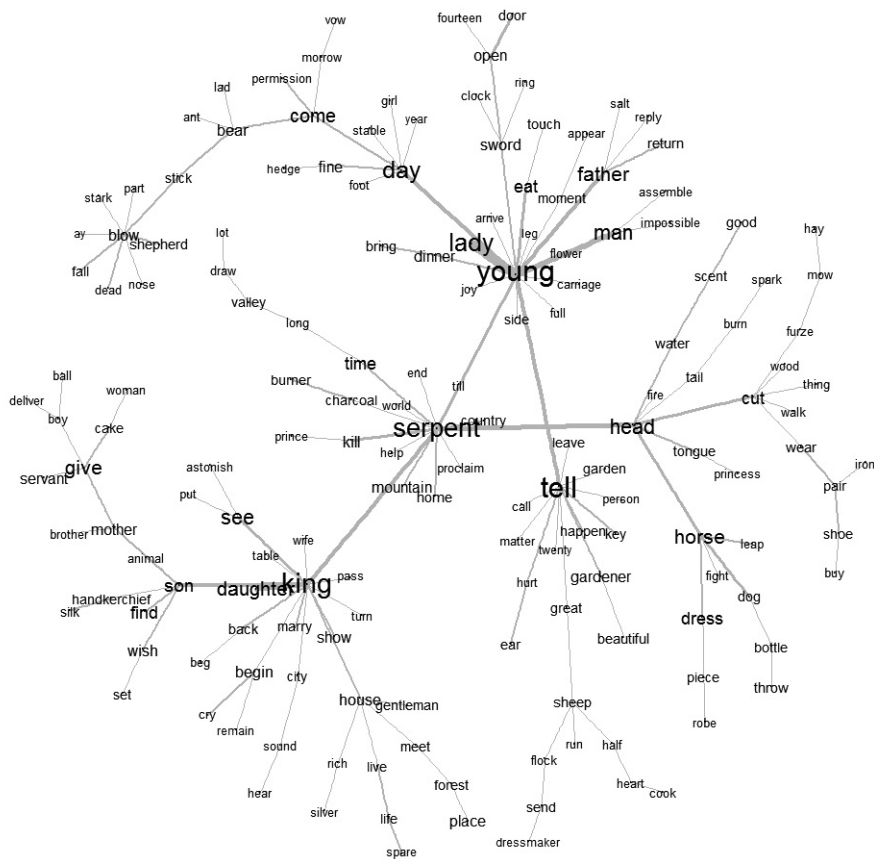 vow
fourteen
door
morrow
open
permission
lad
come
clock
ring
girl
salt
ant
bear
year
touch
reply
stable
appear
sword
return
hedge
fine
day
father
stick
foot
eat
moment
assemble
part
stark
arrive
impossible
good
hay
ay
blow
leg
man
lot
shepherd
bring
lady
flower
dinner
fall
young
scent
mow
draw
spark
dead
nose
joy
carriage
valley
full
side
long
burn
furze
water
time
end
wood
ball
burner
till
tail
thing
woman
fire
cut
deliver
charcoal
world
boy
walk
cake
serpent
country
head
prince
kill
leave
wear
help
tongue
give
astonish
proclaim
garden
iron
servant
princess
put
mountain
home
tell
pair
person
see
call
brother
mother
happen
key
shoe
wife
matter
twenty
horse
leap
table
animal
buy
son
daughter
king
pass
hurt
gardener
fight
handkerchief
great
dog
silk
find
turn
dress
back
marry
show
ear
beautiful
wish
bottle
beg
begin
city
piece
throw
set
house
gentleman
sheep
cry
robe
remain
sound
meet
run
half
rich
live
flock
hear
forest
heart
cook
silver
life
place
send
spare
dressmaker